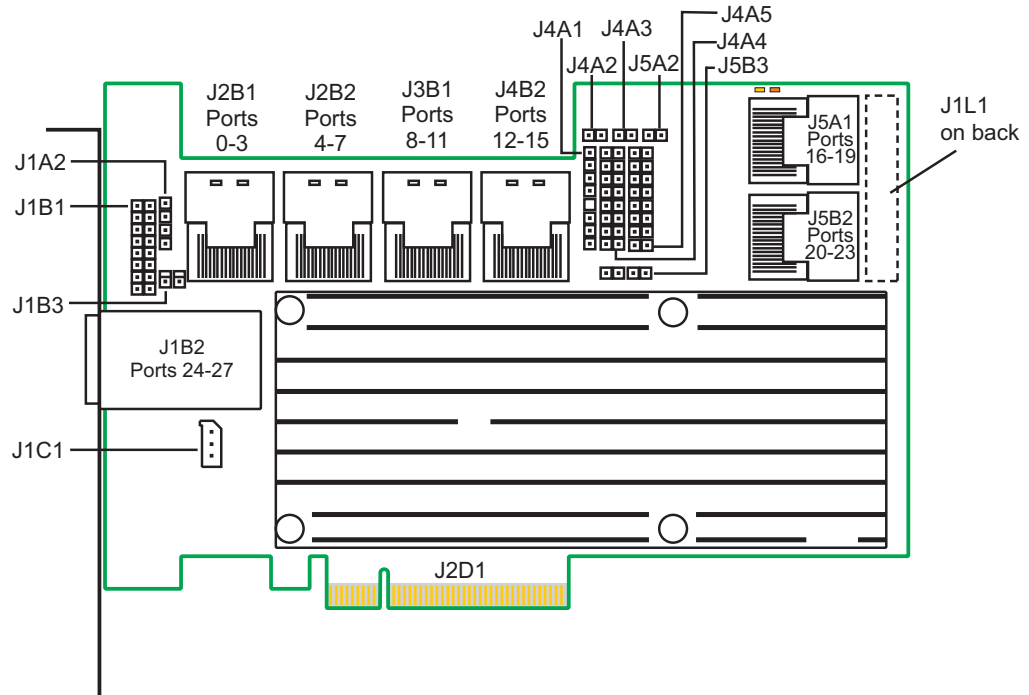 J4A5
J4A1
J4A3
J4A4
J4A2
J5A2
J5B3
J2B1
Ports
0-3
J2B2
Ports
4-7
J3B1
Ports
8-11
J4B2
Ports
12-15
J5A1
Ports
16-19
J1L1
on back
J1A2
J1B1
J5B2
Ports
20-23
J1B3
J1B2
Ports 24-27
J1C1
J2D1